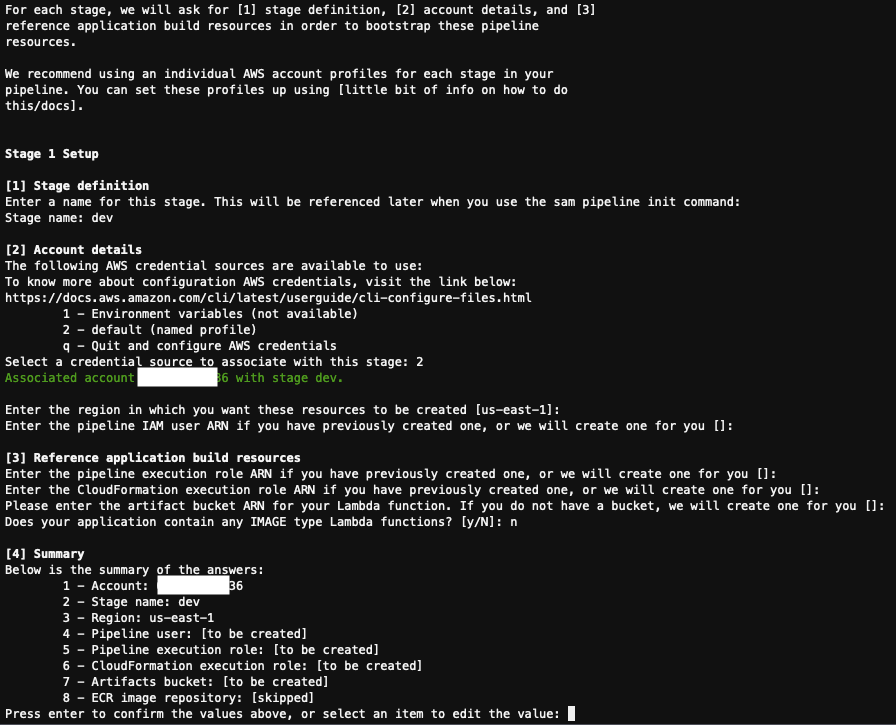 For each stage, we will ask for [1] stage definition, [2] account details, and [3]
reference application build resources in order to bootstrap these pipeline
resources.
We recommend using an individual AWS account profiles for each stage in your
pipeline. You can set these profiles up using [little bit of info on how to do
this/docs].
Stage 1 Setup
[1] Stage definition
Enter a name for this stage. This will be referenced later when you use the sam pipeline init command:
Stage name: dev
[2] Account details
The following AWS credential sources are available to use:
To know more about configuration AWS credentials, visit the link below:
https://docs.aws.amazon.com/cli/latest/userguide/cli-configure-files.html
1 - Environment variables (not available)
2 - default (named profile)
q - Quit and configure AWS credentials
Select a credential source to associate with this stage: 2
Associated account 36 with stage dev.
Enter the region in which you want these resources to be created [us-east-1]:
Enter the pipeline IAM user ARN if you have previously created one, or we will create one for you []:
[3] Reference application build resources
Enter the pipeline execution role ARN if you have previously created one, or we will create one for you []:
Enter the CloudFormation execution role ARN if you have previously created one, or we will create one for you []:
Please enter the artifact bucket ARN for your Lambda function. If you do not have a bucket, we will create one for you []:
Does your application contain any IMAGE type Lambda functions? [y/N]: n
[4] Summary
Below is the summary of the answers:
1 - Account: 36
2 - Stage name: dev
3 - Region: us-east-1
4 - Pipeline user: [to be created]
5 - Pipeline execution role: [to be created]
6 - CloudFormation execution role: [to be created]
7 - Artifacts bucket: [to be created]
8 - ECR image repository: [skipped]
Press enter to confirm the values above, or select an item to edit the value: